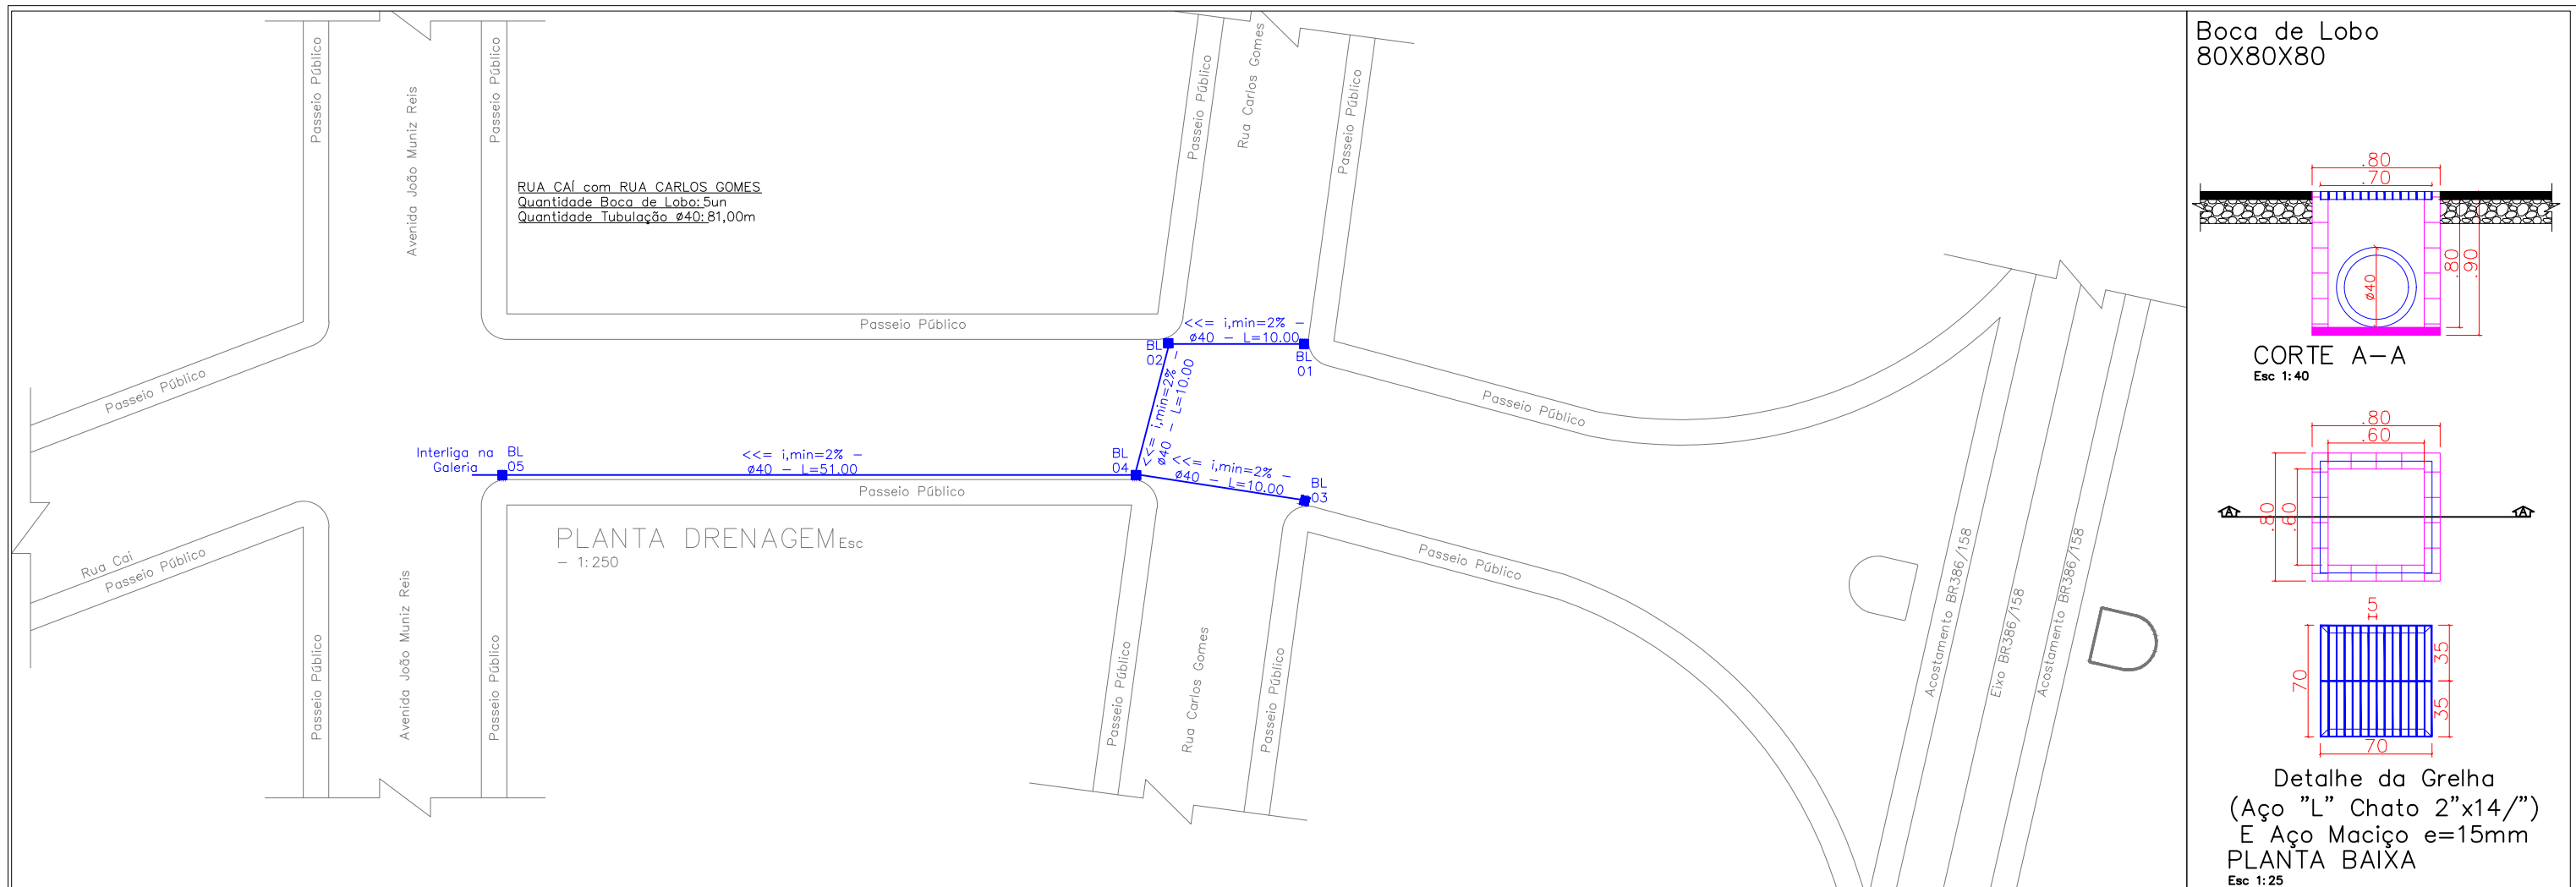 Passeio Público
Avenida João Muniz Reis
Passeio Público
Passeio Público
Rua Carlos Gomes
Passeio Público
RUA CAÍ com RUA CARLOS GOMES
Quantidade Boca de Lobo: 5un
Quantidade Tubulação ø40: 81,00m
Passeio Público
<<= i,min=2% –
ø40 – L=10.00
BL
02
BL
01
<<= i,min=2% –
ø40 – L=10.00
Passeio Público
Passeio Público
Interliga na
Galeria
BL
05
<<= i,min=2% –
ø40 – L=51.00
BL
04
<<= i,min=2% –
ø40 – L=10.00
BL
03
Passeio Público
PLANTA DRENAGEM Esc
– 1:250
Rua Cai
Passeio Público
Passeio Público
Passeio Público
Avenida João Muniz Reis
Passeio Público
Passeio Público
Rua Carlos Gomes
Passeio Público
Acostamento BR386/158
Eixo BR386/158
Acostamento BR386/158
Boca de Lobo
80X80X80
.80
.70
ø40
.80
.90
CORTE A–A
Esc 1:40
.80
.60
.80
.60
A
A
5
70
35
35
70
Detalhe da Grelha
(Aço "L" Chato 2"x14/")
E Aço Maciço e=15mm
PLANTA BAIXA
Esc 1:25